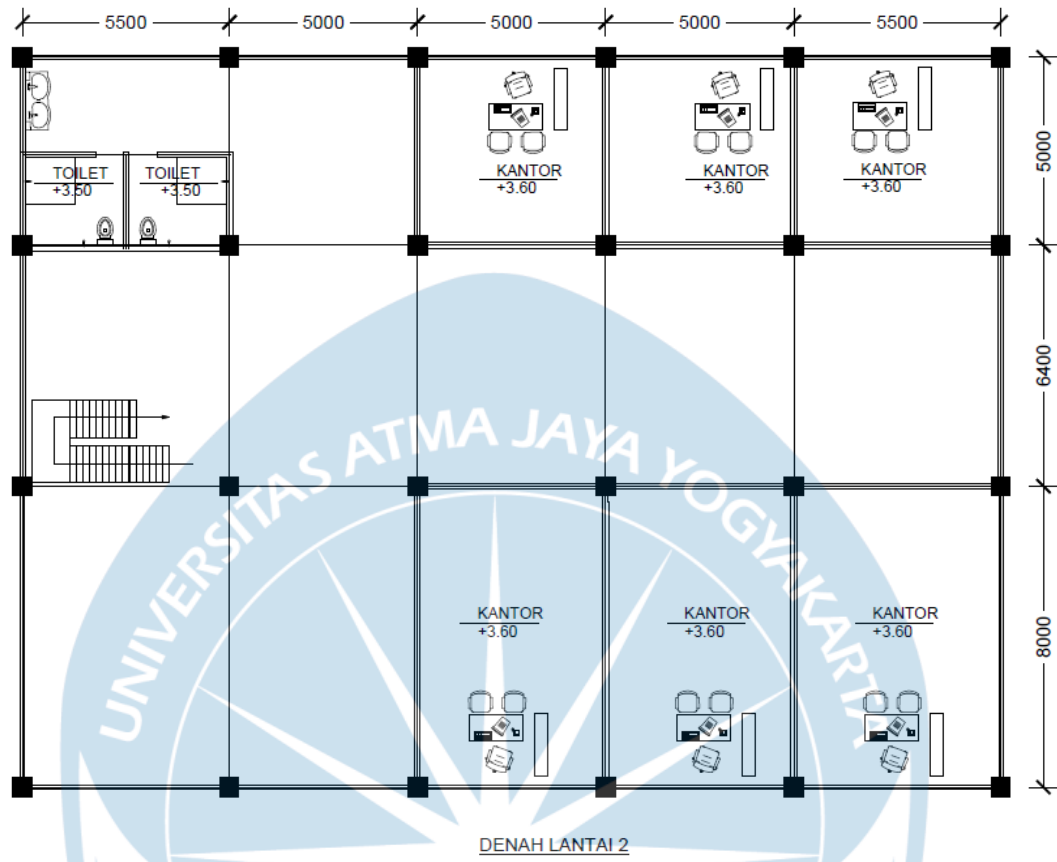 5500
5000
5000
5000
5500
5000
6400
8000
TOILET
+3.50
TOILET
+3.50
KANTOR
+3.60
KANTOR
+3.60
KANTOR
+3.60
UNIVERSITAS ATMA JAYA YOGYAKARTA
KANTOR
+3.60
KANTOR
+3.60
KANTOR
+3.60
DENAH LANTAI 2